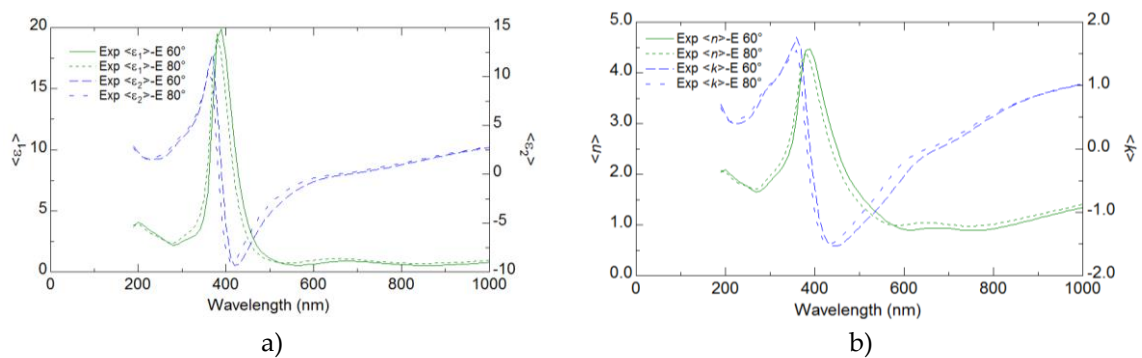 20
15
10
5
0
15
10
5
0
-5
-10
0
200
400
600
800
1000
<ε₁>
<ε₂>
Wavelength (nm)
Exp <ε₁>-E 60°
Exp <ε₁>-E 80°
Exp <ε₂>-E 60°
Exp <ε₂>-E 80°
a)
5.0
4.0
3.0
2.0
1.0
0.0
2.0
1.0
0.0
-1.0
-2.0
0
200
400
600
800
1000
<n>
<k>
Wavelength (nm)
Exp <n>-E 60°
Exp <n>-E 80°
Exp <k>-E 60°
Exp <k>-E 80°
b)